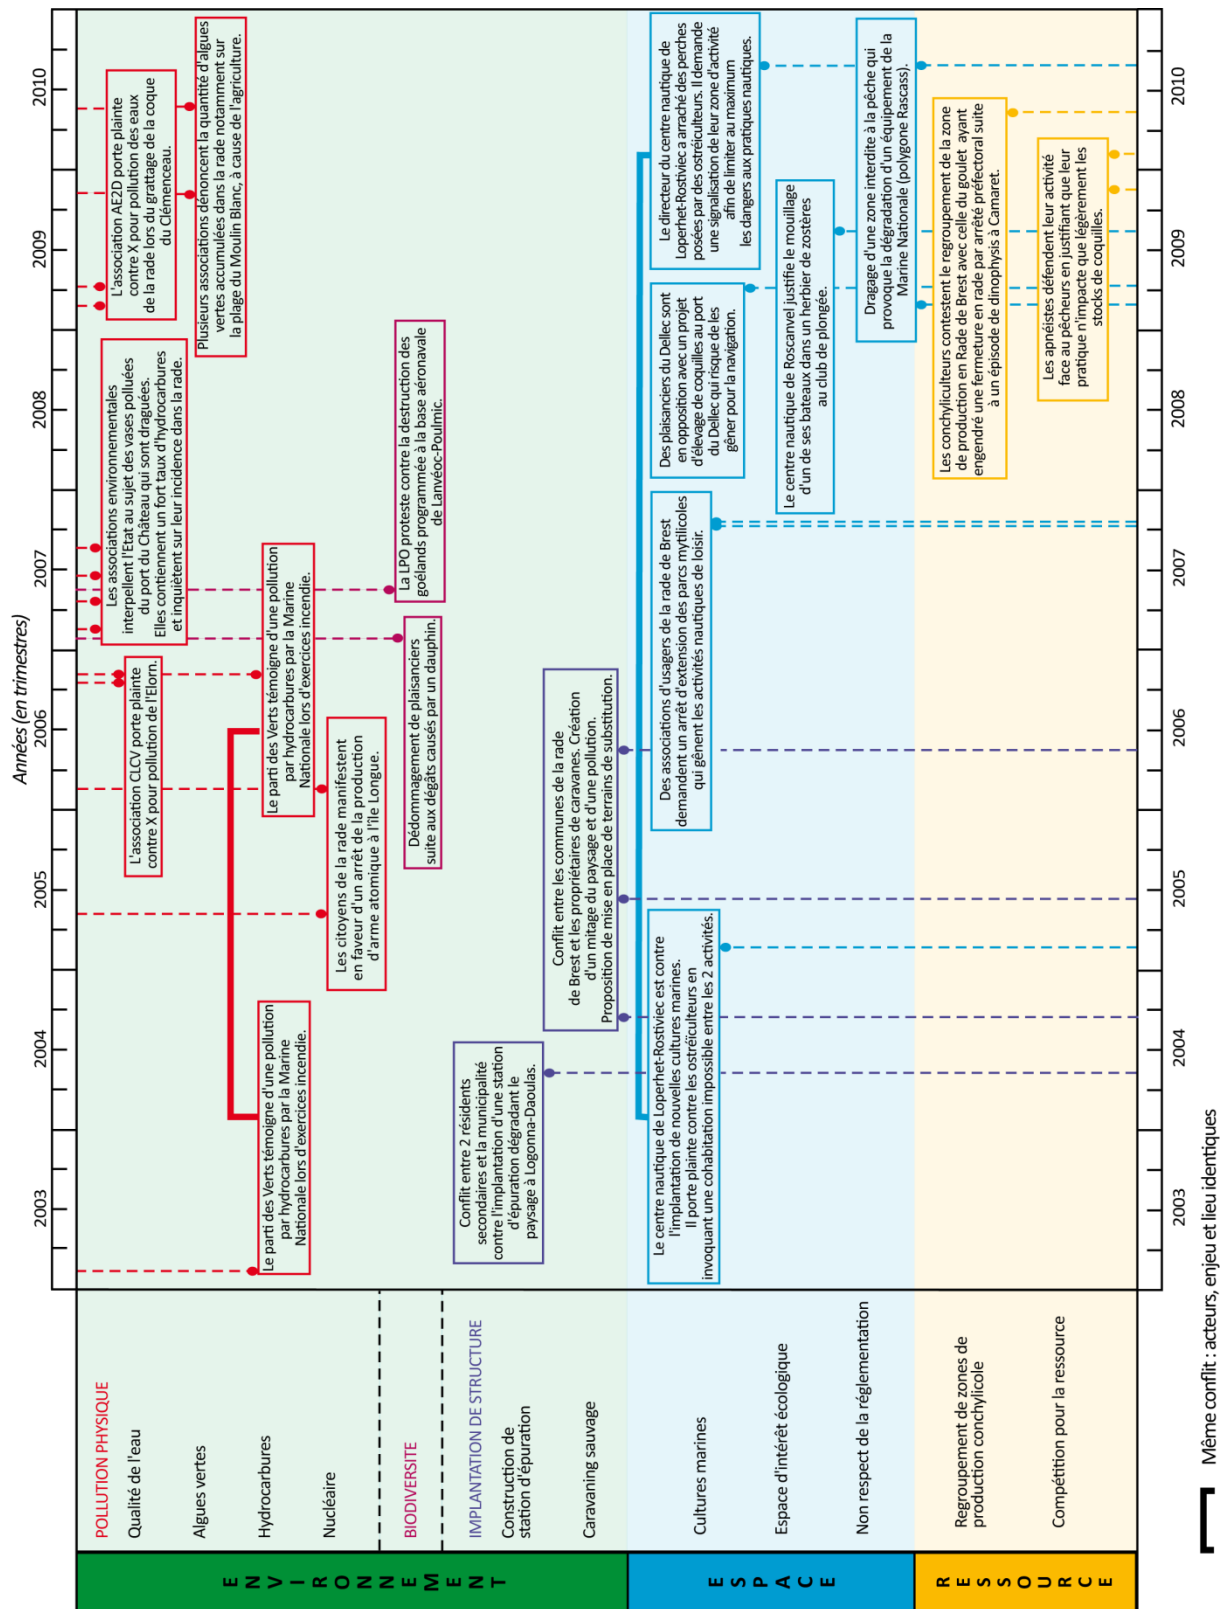 Années (en trimestres)
2003
2004
2005
2006
2007
2008
2009
2010
ENVIRONNEMENT
POLLUTION PHYSIQUE
Qualité de l'eau
L'association CLCV porte plainte
contre X pour pollution de l'Elorn.
Les associations environnementales
interpellent l'Etat au sujet des vases polluées
du port du Château qui sont draguées.
Elles contiennent un fort taux d'hydrocarbures
et inquiètent sur leur incidence dans la rade.
L'association AE2D porte plainte
contre X pour pollution des eaux
de la rade lors du grattage de la coque
du Clémenceau.
Algues vertes
Plusieurs associations dénoncent la quantité d'algues
vertes accumulées dans la rade notamment sur
la plage du Moulin Blanc, à cause de l'agriculture.
Hydrocarbures
Le parti des Verts témoigne d'une pollution
par hydrocarbures par la Marine
Nationale lors d'exercices incendie.
Le parti des Verts témoigne d'une pollution
par hydrocarbures par la Marine
Nationale lors d'exercices incendie.
Nucléaire
Les citoyens de la rade manifestent
en faveur d'un arrêt de la production
d'arme atomique à l'île Longue.
BIODIVERSITE
Dédommagement de plaisanciers
suite aux dégâts causés par un dauphin.
La LPO proteste contre la destruction des
goélands programmée à la base aéronavale
de Lanvéoc-Poulmic.
IMPLANTATION DE STRUCTURE
Construction de
station d'épuration
Conflit entre 2 résidents
secondaires et la municipalité
contre l'implantation d'une station
d'épuration dégradant le
paysage à Logonna-Daoulas.
Caravaning sauvage
Conflit entre les communes de la rade
de Brest et les propriétaires de caravanes. Création
d'un mitage du paysage et d'une pollution.
Proposition de mise en place de terrains de substitution.
ESPACE
Cultures marines
Le centre nautique de Loperhet-Rostiviec est contre
l'implantation de nouvelles cultures marines.
Il porte plainte contre les ostréiculteurs en
invoquant une cohabitation impossible entre les 2 activités.
Des associations d'usagers de la rade de Brest
demandent un arrêt d'extension des parcs mytilicoles
qui gênent les activités nautiques de loisir.
Des plaisanciers du Dellec sont
en opposition avec un projet
d'élevage de coquilles au port
du Dellec qui risque de les
gêner pour la navigation.
Le directeur du centre nautique de
Loperhet-Rostiviec a arraché des perches
posées par des ostréiculteurs. Il demande
une signalisation de leur zone d'activité
afin de limiter au maximum
les dangers aux pratiques nautiques.
Espace d'intérêt écologique
Le centre nautique de Roscanvel justifie le mouillage
d'un de ses bateaux dans un herbier de zostères
au club de plongée.
Non respect de la réglementation
Dragage d'une zone interdite à la pêche qui
provoque la dégradation d'un équipement de la
Marine Nationale (polygone Rascass).
RESSOURCE
Regroupement de zones de
production conchylicole
Les conchyliculteurs contestent le regroupement de la zone
de production en Rade de Brest avec celle du goulet ayant
engendré une fermeture en rade par arrêté préfectoral suite
à un épisode de dinophysis à Camaret.
Compétition pour la ressource
Les apnéistes défendent leur activité
face au pêcheurs en justifiant que leur
pratique n'impacte que légèrement les
stocks de coquilles.
2003
2004
2005
2006
2007
2008
2009
2010
Même conflit : acteurs, enjeu et lieu identiques